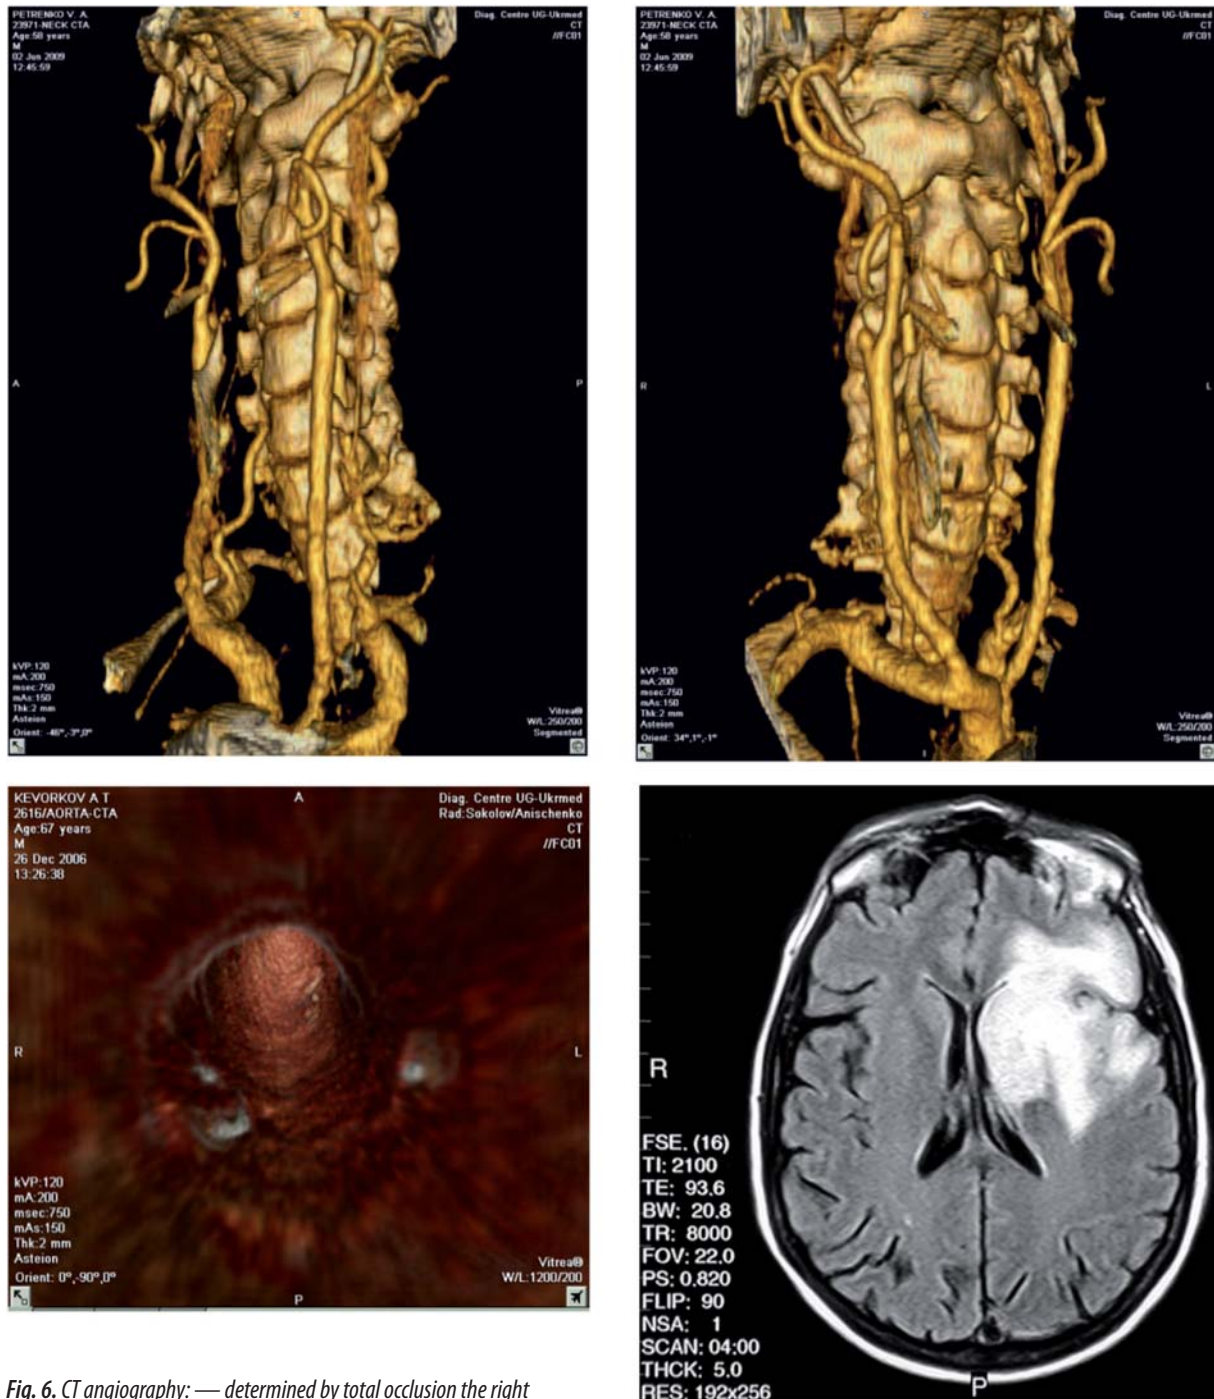 PETRENKO V. A.
23971-NECK CTA
Age:58 years
M
02 Jun 2009
12:45:59
Diag. Centre UG-Ukrmed
CT
//FC01
A
P
kVP:120
mA:200
msec:750
mAs:150
Thk:2 mm
Asteion
Orient: -46°,-3°,0°
Vitrea®
W/L:250/200
Segmented
PETRENKO V. A.
23971-NECK CTA
Age:58 years
M
02 Jun 2009
12:45:59
Diag. Centre UG-Ukrmed
CT
//FC01
R
L
kVP:120
mA:200
msec:750
mAs:150
Thk:2 mm
Asteion
Orient: 34°,1°,-1°
I
Vitrea®
W/L:250/200
Segmented
KEVORKOV A T
2616/AORTA-CTA
Age:67 years
M
26 Dec 2006
13:26:38
A
Diag. Centre UG-Ukrmed
Rad:Sokolov/Anischenko
CT
//FC01
R
L
kVP:120
mA:200
msec:750
mAs:150
Thk:2 mm
Asteion
Orient: 0°,-90°,0°
P
Vitrea®
W/L:1200/200
R
FSE. (16)
TI: 2100
TE: 93.6
BW: 20.8
TR: 8000
FOV: 22.0
PS: 0.820
FLIP: 90
NSA: 1
SCAN: 04:00
THCK: 5.0
RES: 192x256
P
Fig. 6. CT angiography: — determined by total occlusion the right